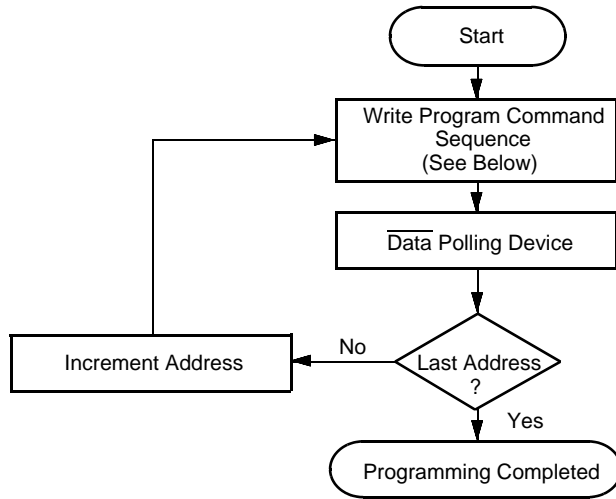 Start
Write Program Command
Sequence
(See Below)
Data Polling Device
Increment Address
No
Last Address
?
Yes
Programming Completed